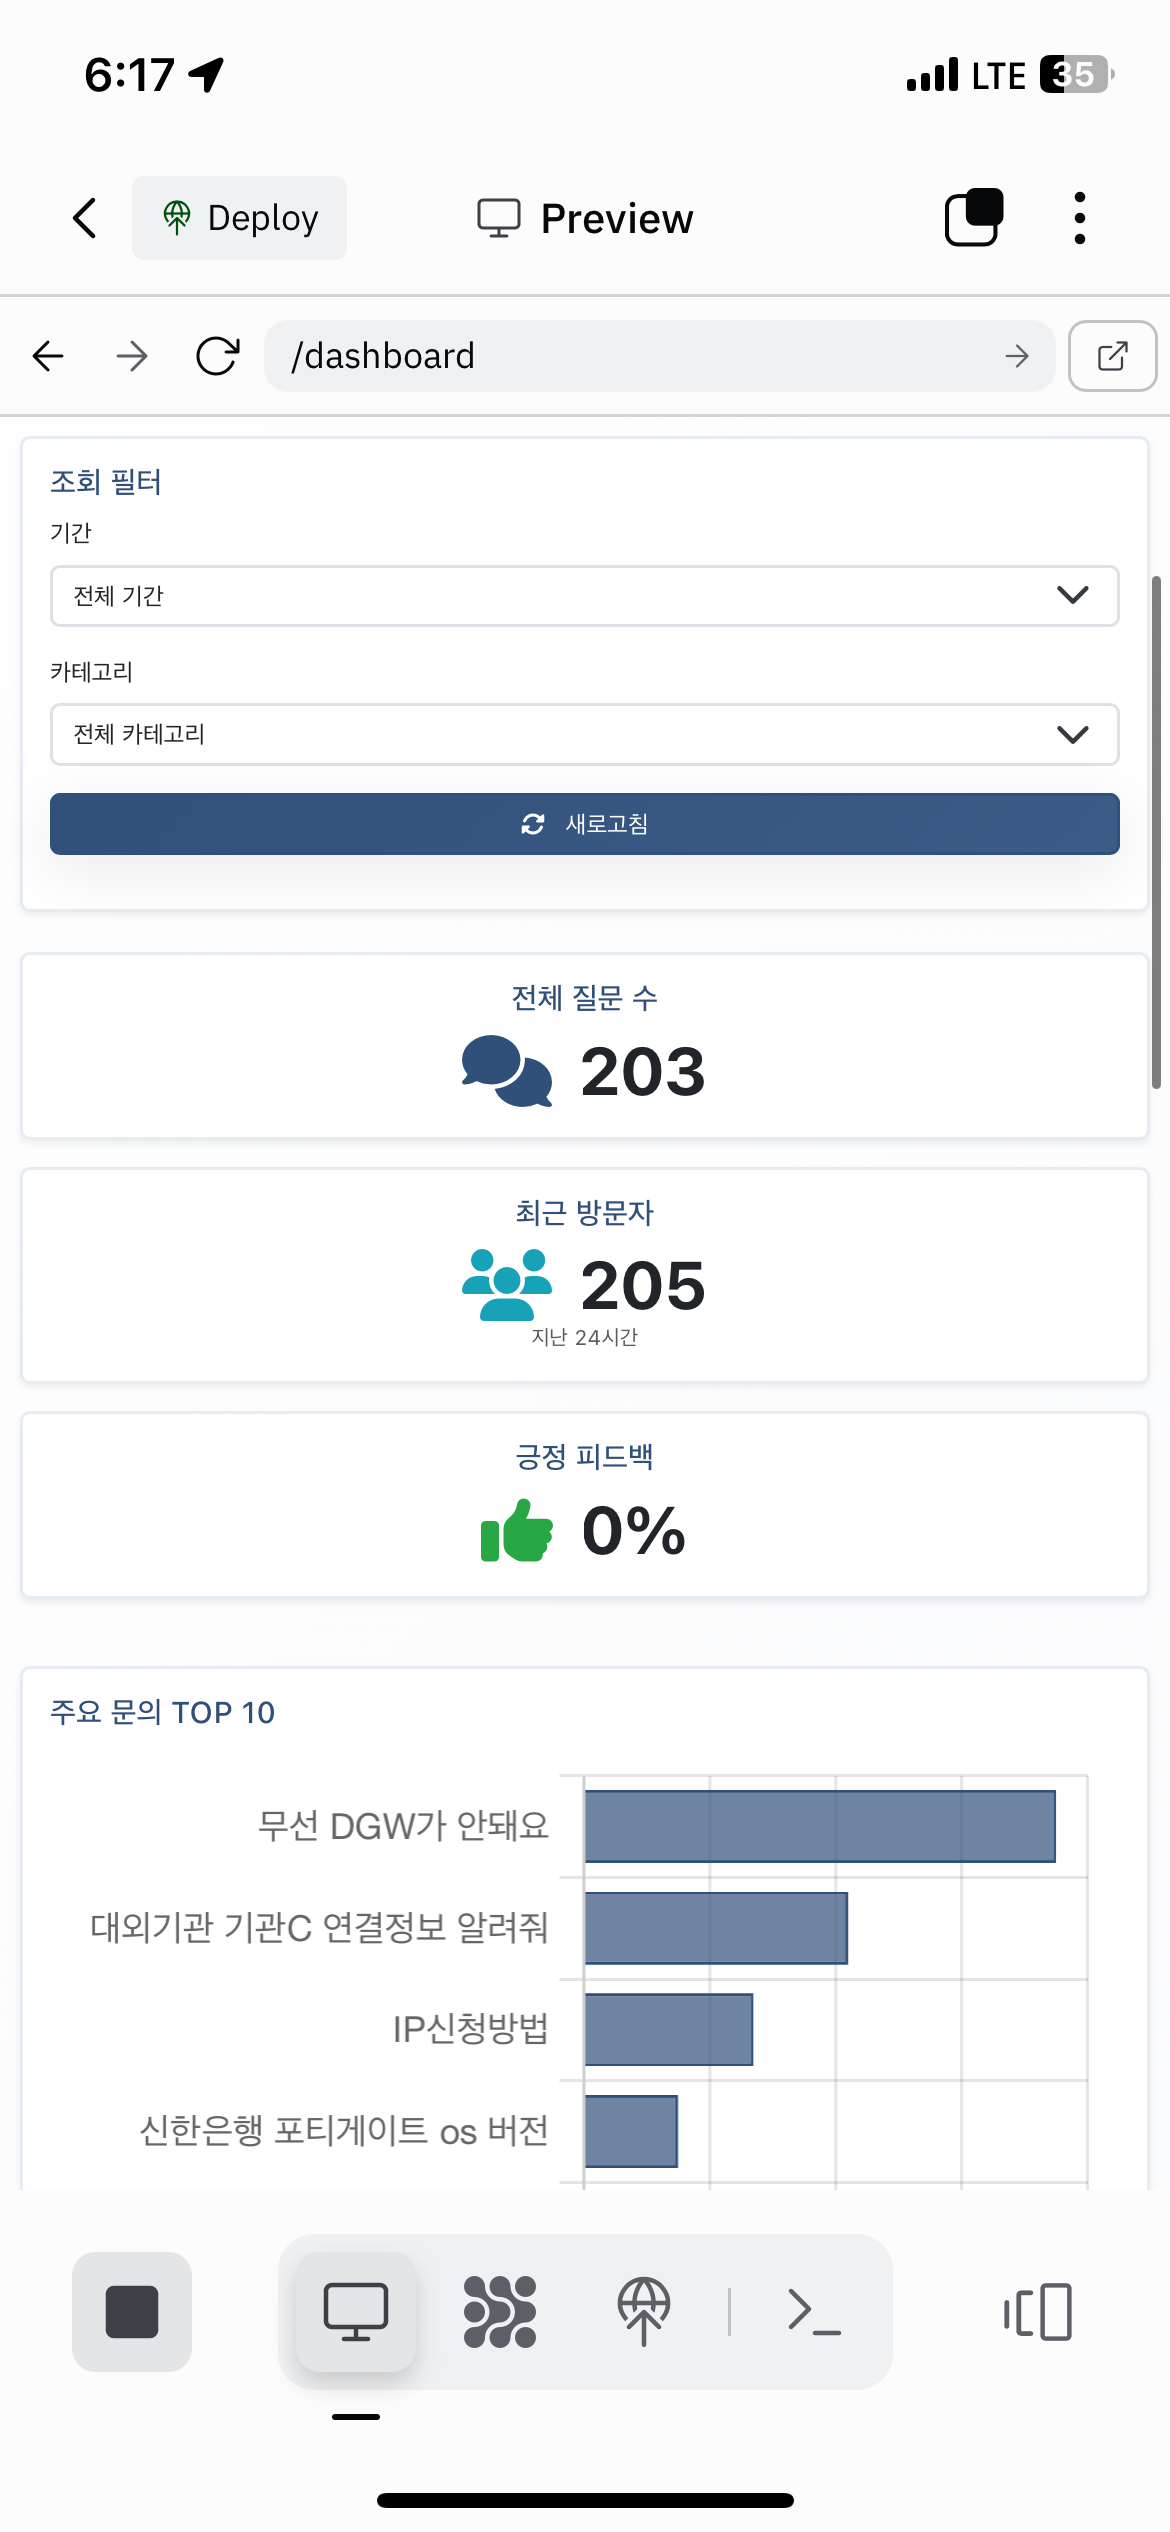 6:17
LTE
35
Deploy
Preview
/dashboard
조회 필터
기간
전체 기간
카테고리
전체 카테고리
새로고침
전체 질문 수
203
최근 방문자
205
지난 24시간
긍정 피드백
0%
주요 문의 TOP 10
무선 DGW가 안돼요
대외기관 기관C 연결정보 알려줘
IP신청방법
신한은행 포티게이트 os 버전